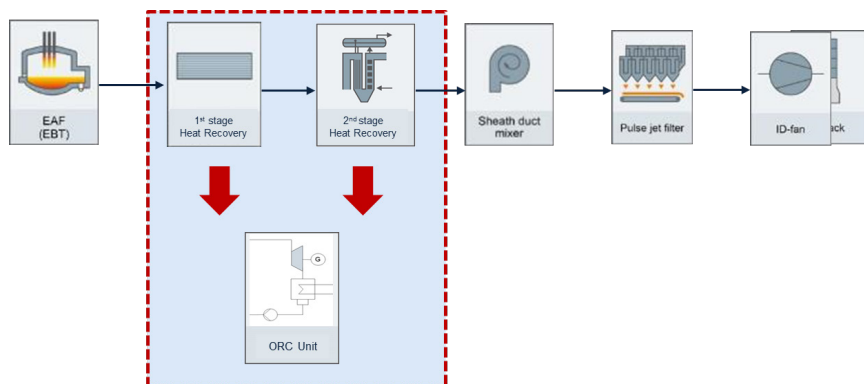 EAF
(EBT)
1st stage
Heat Recovery
2nd stage
Heat Recovery
Sheath duct
mixer
Pulse jet filter
ID-fan
ack
G
ORC Unit